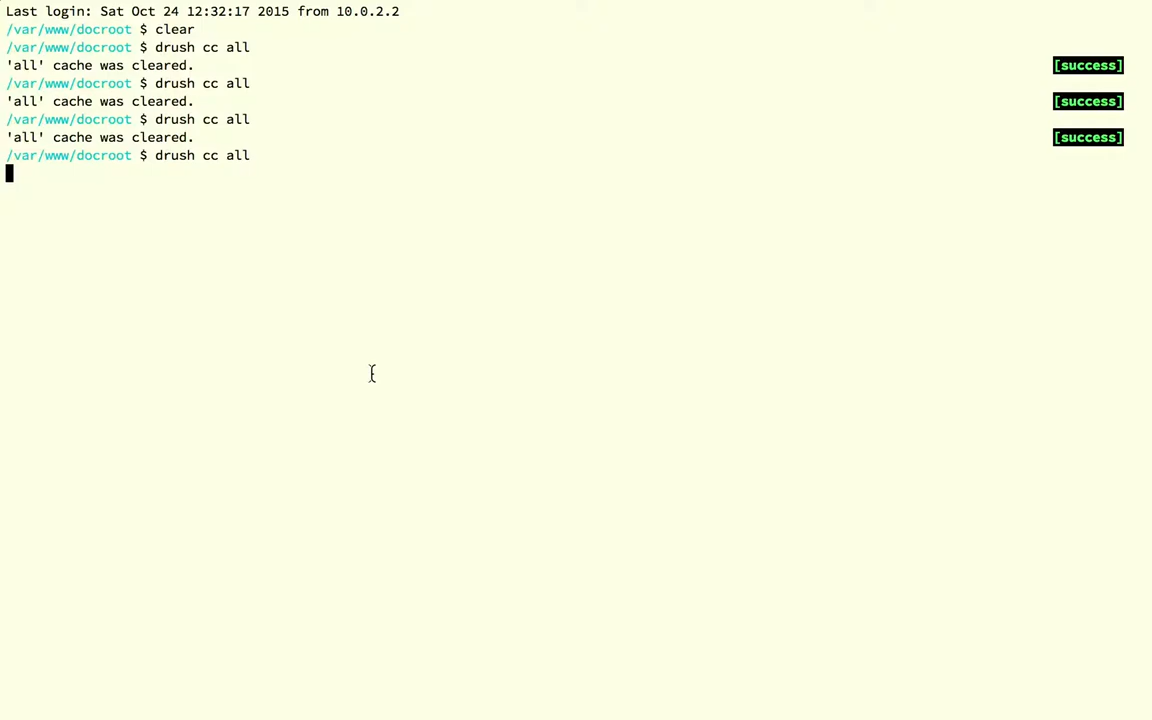 Last login: Sat Oct 24 12:32:17 2015 from 10.0.2.2
/var/www/docroot $ clear
/var/www/docroot $ drush cc all
'all' cache was cleared. [success]
/var/www/docroot $ drush cc all
'all' cache was cleared. [success]
/var/www/docroot $ drush cc all
'all' cache was cleared. [success]
/var/www/docroot $ drush cc all